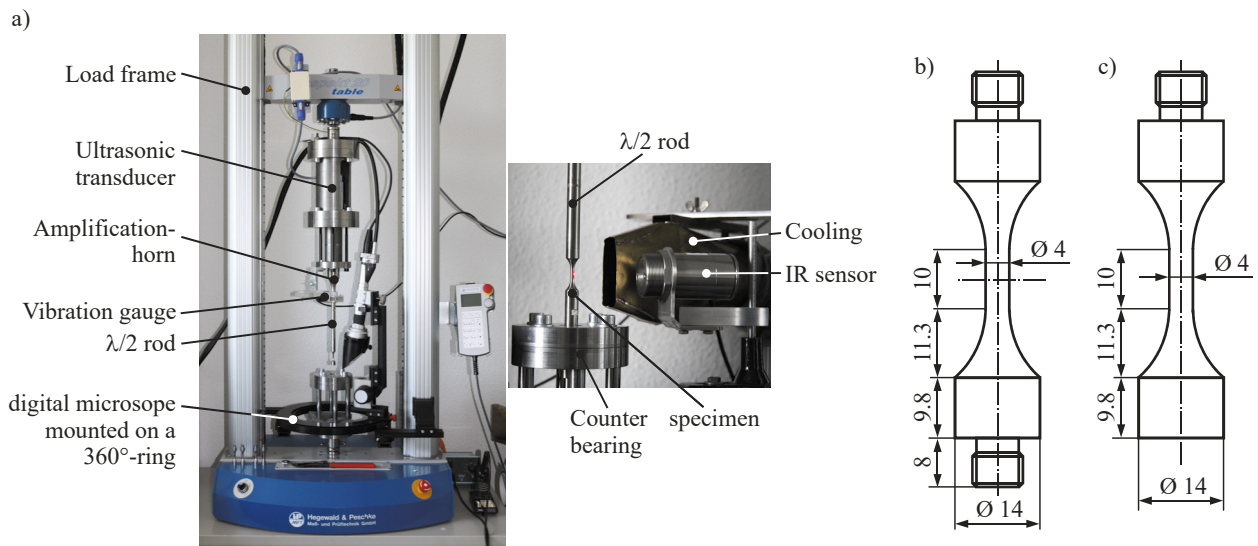 a)
Load frame
Ultrasonic
transducer
Amplification-
horn
Vibration gauge
λ/2 rod
digital microsope
mounted on a
360°-ring
table
Hegewald & Peschke
Meß- und Prüftechnik GmbH
λ/2 rod
Cooling
IR sensor
Counter
bearing
specimen
b)
Ø 4
10
11.3
9.8
8
Ø 14
c)
Ø 4
10
11.3
9.8
Ø 14